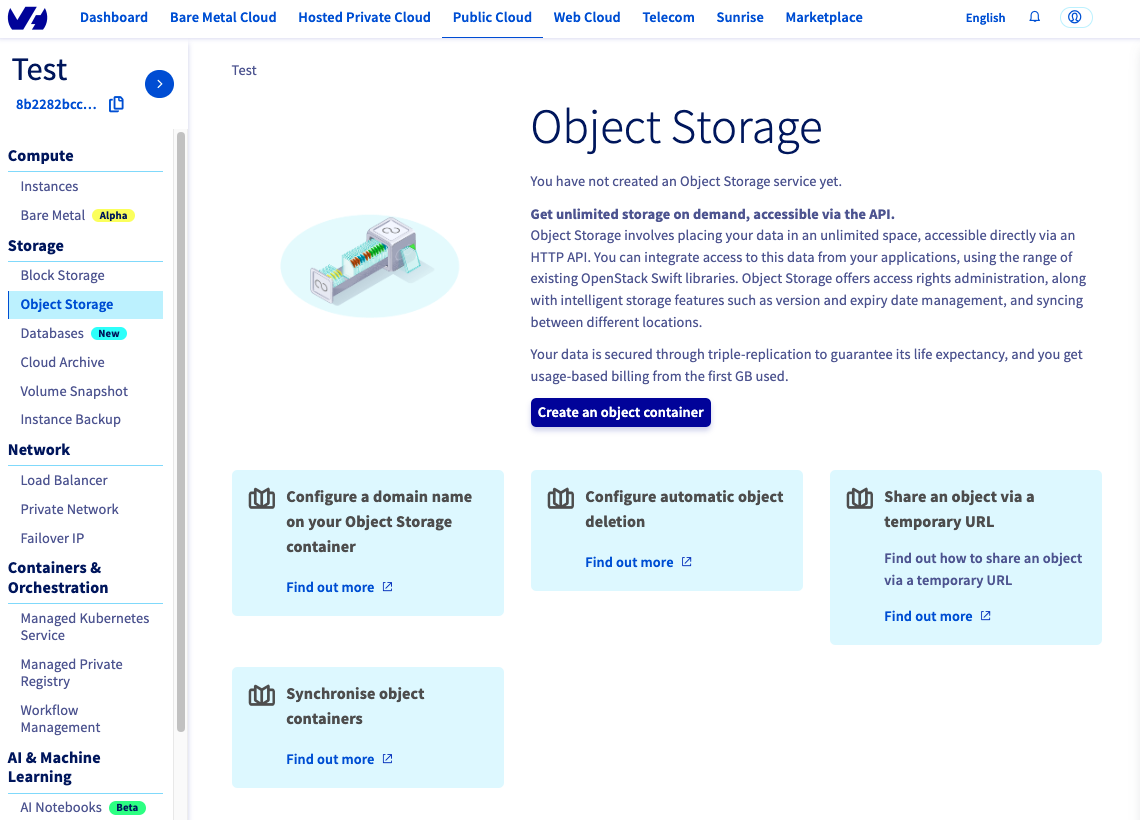 Dashboard Bare Metal Cloud Hosted Private Cloud Public Cloud Web Cloud Telecom Sunrise Marketplace English
Test
8b2282bcc...
Compute
Instances
Bare Metal Alpha
Storage
Block Storage
Object Storage
Databases New
Cloud Archive
Volume Snapshot
Instance Backup
Network
Load Balancer
Private Network
Failover IP
Containers &
Orchestration
Managed Kubernetes
Service
Managed Private
Registry
Workflow
Management
AI & Machine
Learning
AI Notebooks Beta
Test
Object Storage
You have not created an Object Storage service yet.
Get unlimited storage on demand, accessible via the API.
Object Storage involves placing your data in an unlimited space, accessible directly via an
HTTP API. You can integrate access to this data from your applications, using the range of
existing OpenStack Swift libraries. Object Storage offers access rights administration, along
with intelligent storage features such as version and expiry date management, and syncing
between different locations.
Your data is secured through triple-replication to guarantee its life expectancy, and you get
usage-based billing from the first GB used.
Create an object container
Configure a domain name
on your Object Storage
container
Find out more
Configure automatic object
deletion
Find out more
Share an object via a
temporary URL
Find out how to share an object
via a temporary URL
Find out more
Synchronise object
containers
Find out more